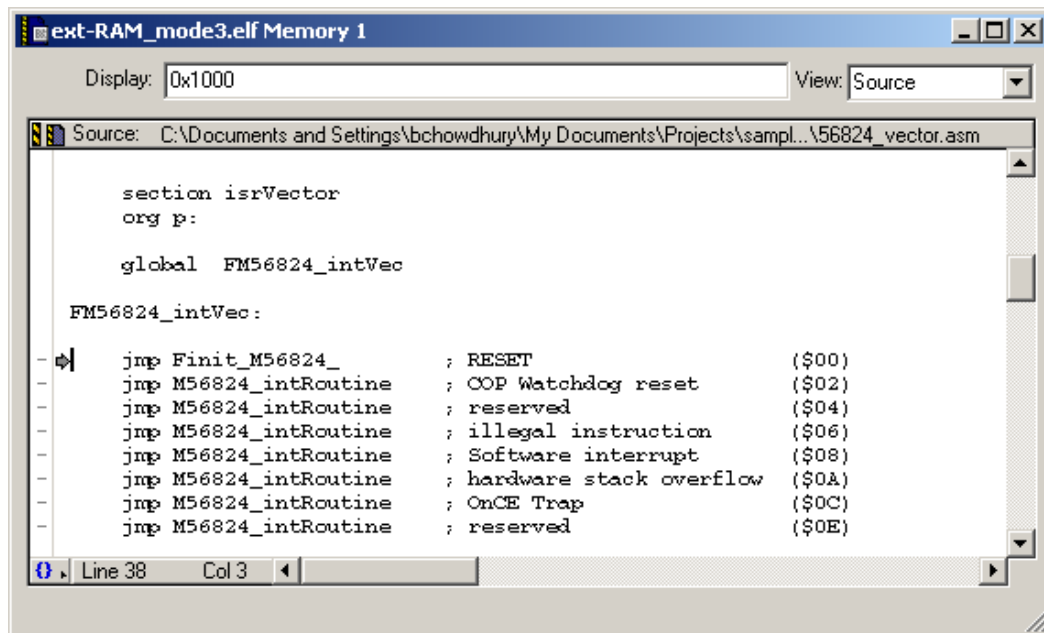 ext-RAM_mode3.elf Memory 1
Display: 0x1000 View: Source
Source: C:\Documents and Settings\bchowdhury\My Documents\Projects\sampl...\56824_vector.asm
section isrVector
org p:
global FM56824_intVec
FM56824_intVec:
jmp Finit_M56824_ ; RESET ($00)
jmp M56824_intRoutine ; COP Watchdog reset ($02)
jmp M56824_intRoutine ; reserved ($04)
jmp M56824_intRoutine ; illegal instruction ($06)
jmp M56824_intRoutine ; Software interrupt ($08)
jmp M56824_intRoutine ; hardware stack overflow ($0A)
jmp M56824_intRoutine ; OnCE Trap ($0C)
jmp M56824_intRoutine ; reserved ($0E)
Line 38 Col 3